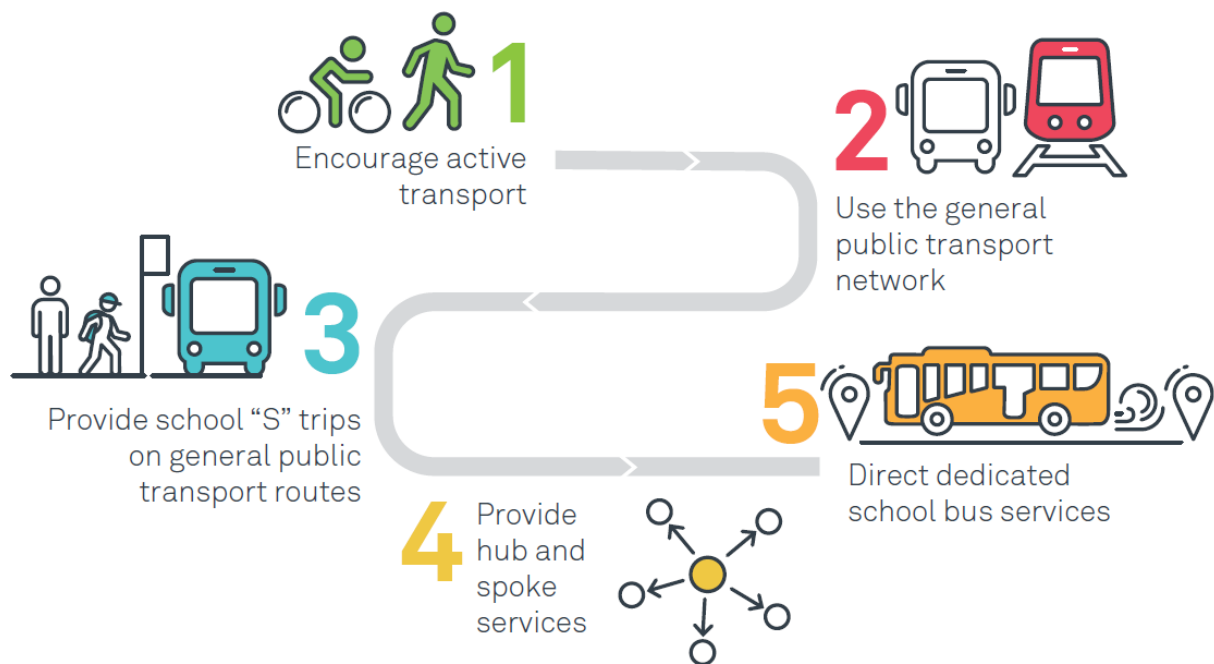 1
Encourage active
transport
2
Use the general
public transport
network
3
Provide school “S” trips
on general public
transport routes
4
Provide
hub and
spoke
services
5
Direct dedicated
school bus services